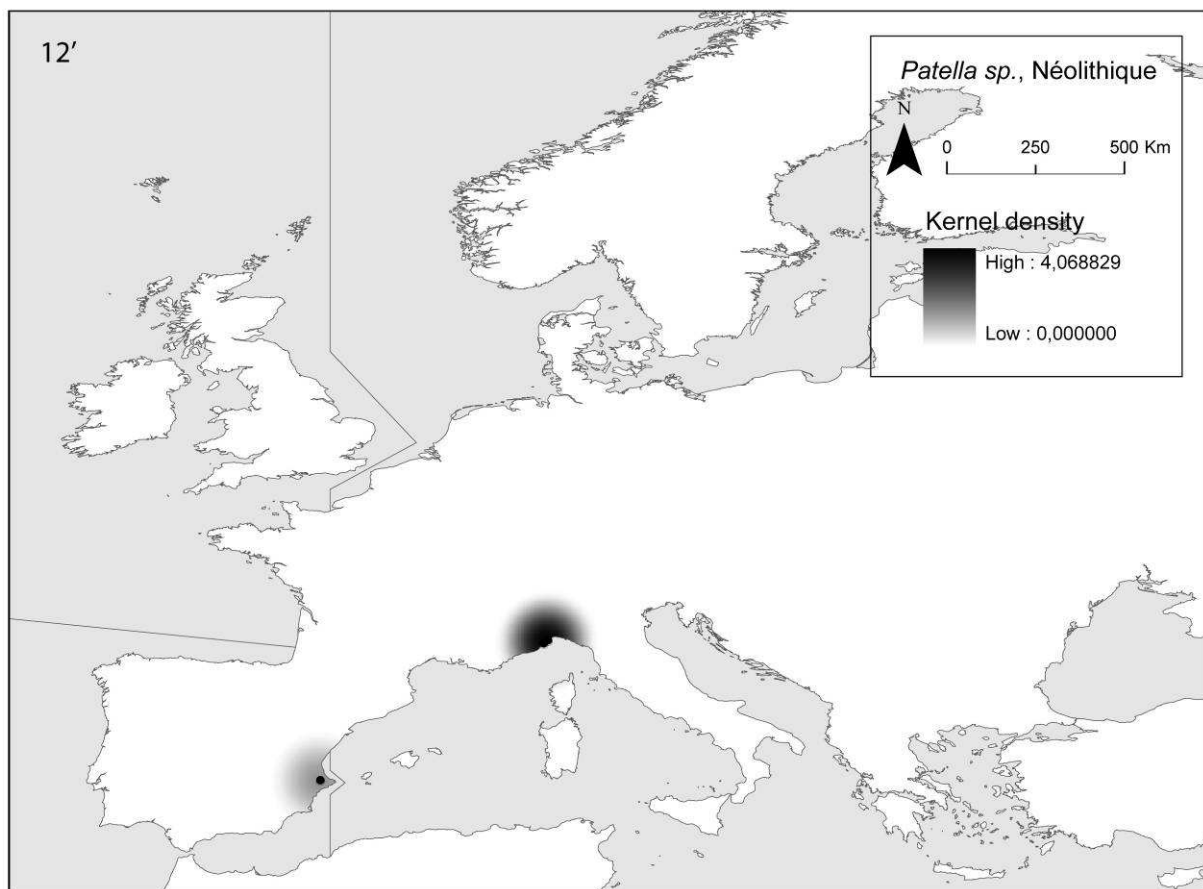 12’
Patella sp., Néolithique
N
0 250 500 Km
Kernel density
High : 4,068829
Low : 0,000000